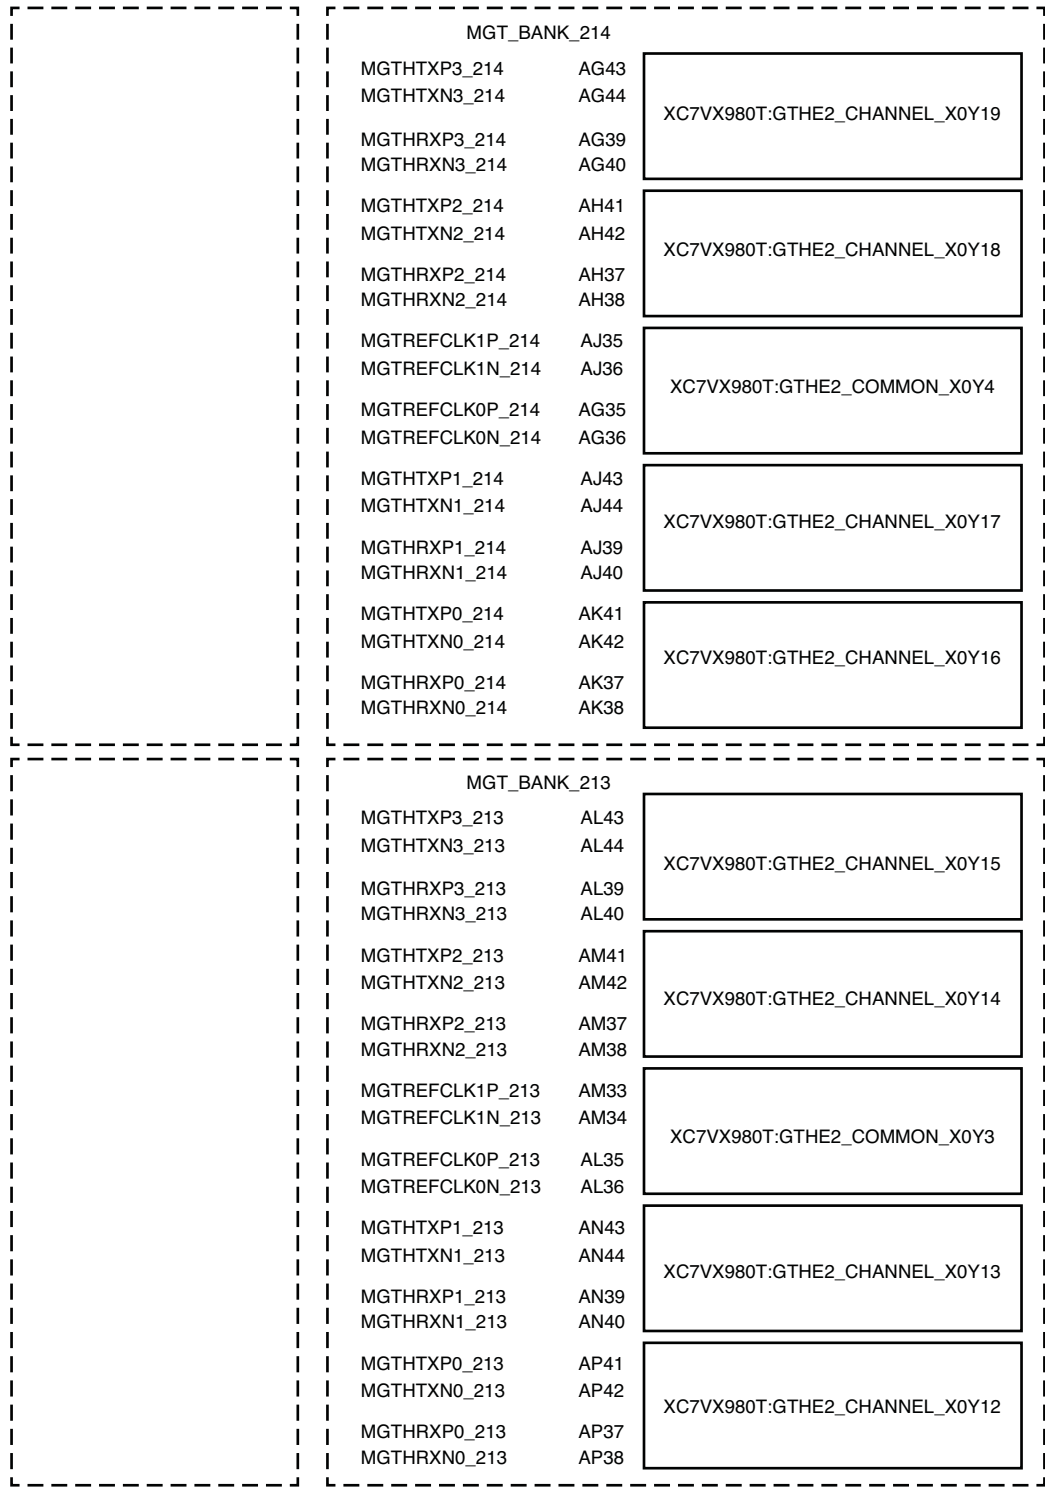 MGT_BANK_214
MGTHTXP3_214 AG43
MGTHTXN3_214 AG44
XC7VX980T:GTHE2_CHANNEL_X0Y19
MGTHRXP3_214 AG39
MGTHRXN3_214 AG40
MGTHTXP2_214 AH41
MGTHTXN2_214 AH42
XC7VX980T:GTHE2_CHANNEL_X0Y18
MGTHRXP2_214 AH37
MGTHRXN2_214 AH38
MGTREFCLK1P_214 AJ35
MGTREFCLK1N_214 AJ36
XC7VX980T:GTHE2_COMMON_X0Y4
MGTREFCLK0P_214 AG35
MGTREFCLK0N_214 AG36
MGTHTXP1_214 AJ43
MGTHTXN1_214 AJ44
XC7VX980T:GTHE2_CHANNEL_X0Y17
MGTHRXP1_214 AJ39
MGTHRXN1_214 AJ40
MGTHTXP0_214 AK41
MGTHTXN0_214 AK42
XC7VX980T:GTHE2_CHANNEL_X0Y16
MGTHRXP0_214 AK37
MGTHRXN0_214 AK38
MGT_BANK_213
MGTHTXP3_213 AL43
MGTHTXN3_213 AL44
XC7VX980T:GTHE2_CHANNEL_X0Y15
MGTHRXP3_213 AL39
MGTHRXN3_213 AL40
MGTHTXP2_213 AM41
MGTHTXN2_213 AM42
XC7VX980T:GTHE2_CHANNEL_X0Y14
MGTHRXP2_213 AM37
MGTHRXN2_213 AM38
MGTREFCLK1P_213 AM33
MGTREFCLK1N_213 AM34
XC7VX980T:GTHE2_COMMON_X0Y3
MGTREFCLK0P_213 AL35
MGTREFCLK0N_213 AL36
MGTHTXP1_213 AN43
MGTHTXN1_213 AN44
XC7VX980T:GTHE2_CHANNEL_X0Y13
MGTHRXP1_213 AN39
MGTHRXN1_213 AN40
MGTHTXP0_213 AP41
MGTHTXN0_213 AP42
XC7VX980T:GTHE2_CHANNEL_X0Y12
MGTHRXP0_213 AP37
MGTHRXN0_213 AP38